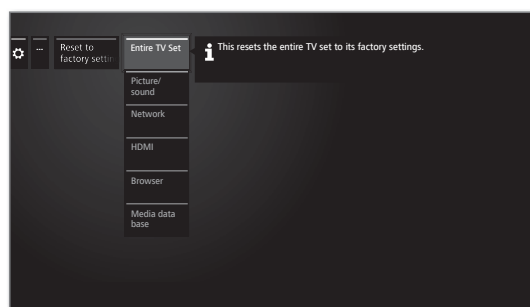 ...
Reset to
factory settin
Entire TV Set
This resets the entire TV set to its factory settings.
Picture/
sound
Network
HDMI
Browser
Media data
base